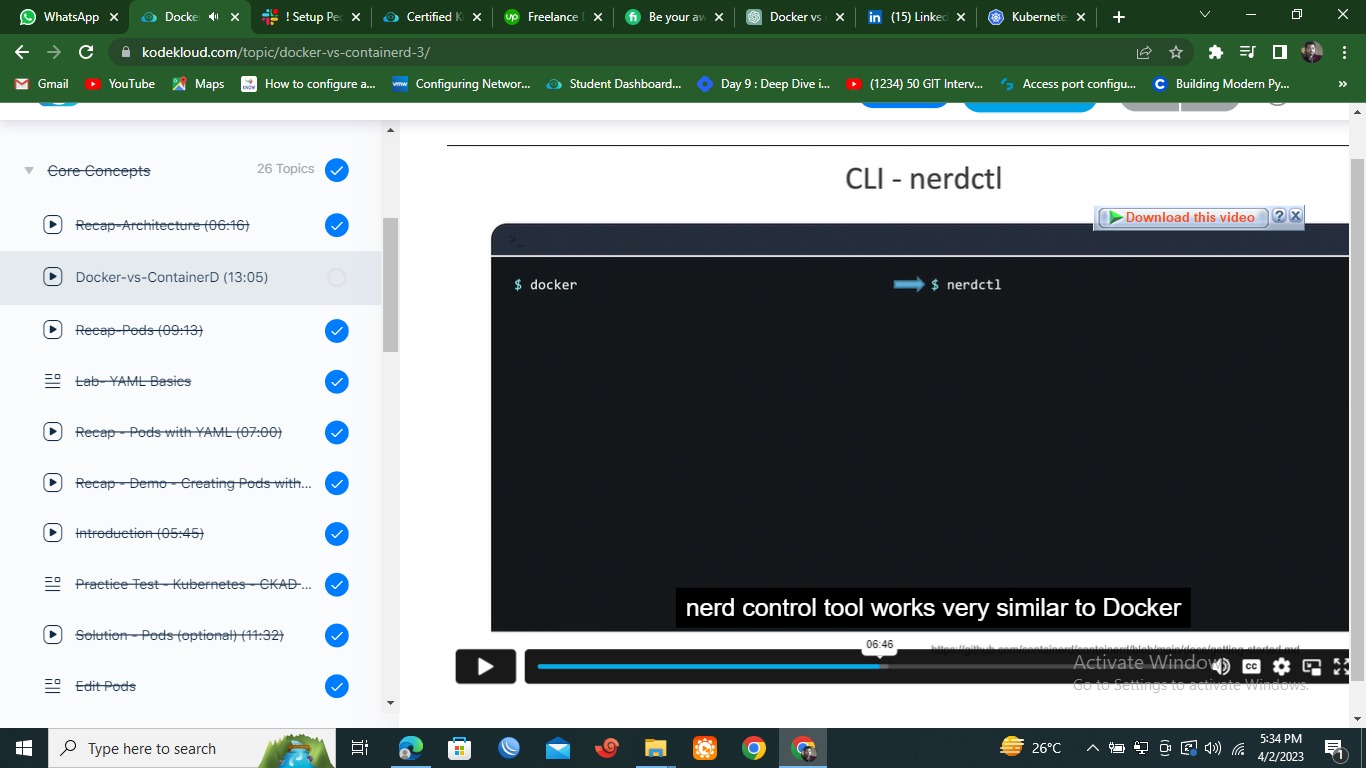 WhatsApp
Docke
! Setup Pe
Certified K
Freelance
Be your aw
Docker vs
(15) Linked
Kubernete
kodekloud.com/topic/docker-vs-containerd-3/
Gmail
YouTube
Maps
How to configure a...
Configuring Networ...
Student Dashboard...
Day 9 : Deep Dive i...
(1234) 50 GIT Interv...
Access port configu...
Building Modern Py...
»
Core Concepts
26 Topics
Recap-Architecture (06:16)
Docker-vs-ContainerD (13:05)
Recap-Pods (09:13)
Lab- YAML Basics
Recap - Pods with YAML (07:00)
Recap - Demo - Creating Pods with...
Introduction (05:45)
Practice Test - Kubernetes - CKAD ...
Solution - Pods (optional) (11:32)
Edit Pods
CLI - nerdctl
Download this video
?
>_
$ docker
$ nerdctl
nerd control tool works very similar to Docker
06:46
https://github.com/containerd/containerd/blob/main/docs/getting-started.md
CC
Activate Windows
Go to Settings to activate Windows.
Type here to search
26°C
5:34 PM
4/2/2023
1